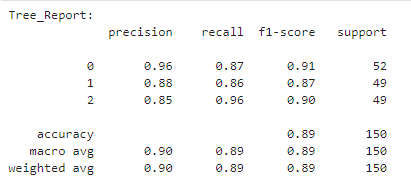 Tree_Report:
precision recall f1-score support
0 0.96 0.87 0.91 52
1 0.88 0.86 0.87 49
2 0.85 0.96 0.90 49
accuracy 0.89 150
macro avg 0.90 0.89 0.89 150
weighted avg 0.90 0.89 0.89 150